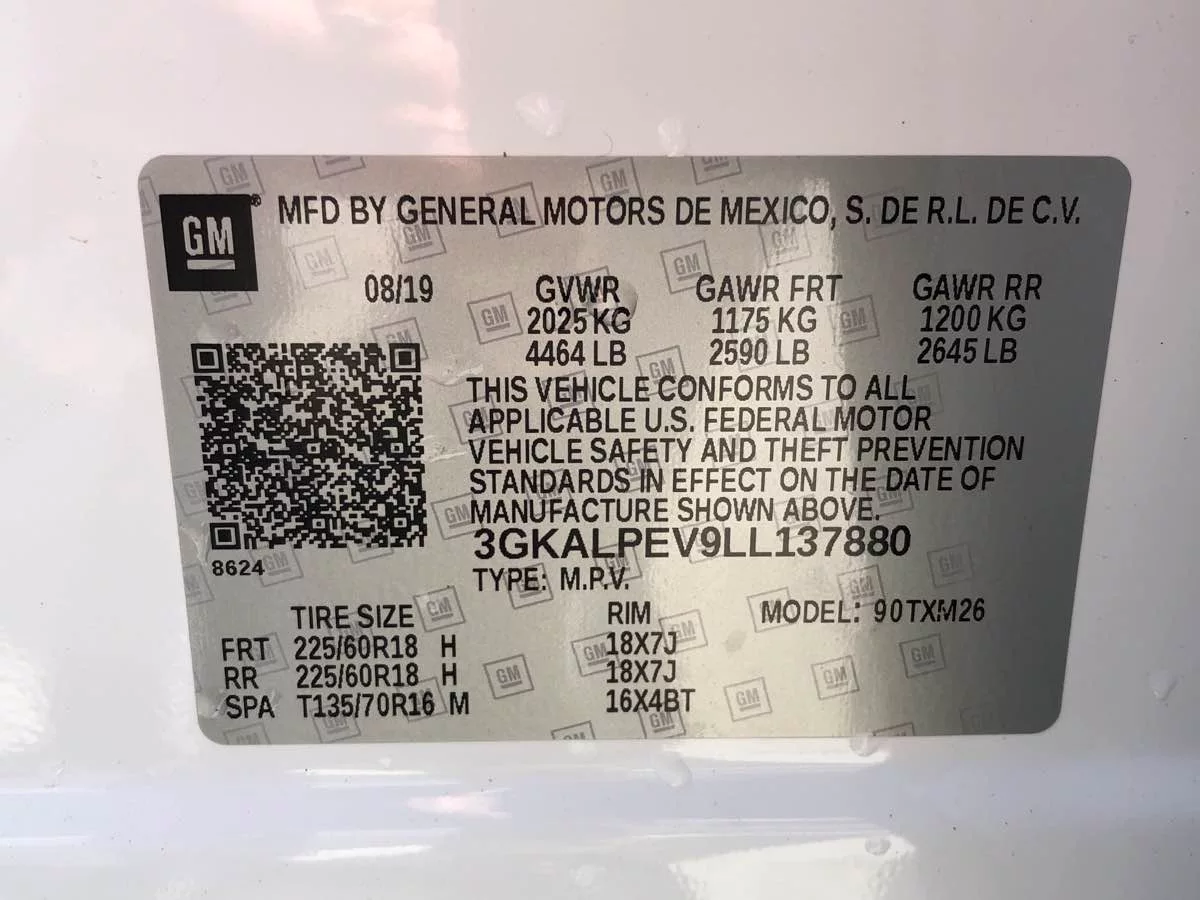 GM® MFD BY GENERAL MOTORS DE MEXICO, S. DE R.L. DE C.V.
08/19 GVWR GAWR FRT GAWR RR
2025 KG 1175 KG 1200 KG
4464 LB 2590 LB 2645 LB
THIS VEHICLE CONFORMS TO ALL
APPLICABLE U.S. FEDERAL MOTOR
VEHICLE SAFETY AND THEFT PREVENTION
STANDARDS IN EFFECT ON THE DATE OF
MANUFACTURE SHOWN ABOVE.
3GKALPEV9LL137880
8624
TYPE: M.P.V.
TIRE SIZE RIM MODEL: 90TXM26
FRT 225/60R18 H 18X7J
RR 225/60R18 H 18X7J
SPA T135/70R16 M 16X4BT